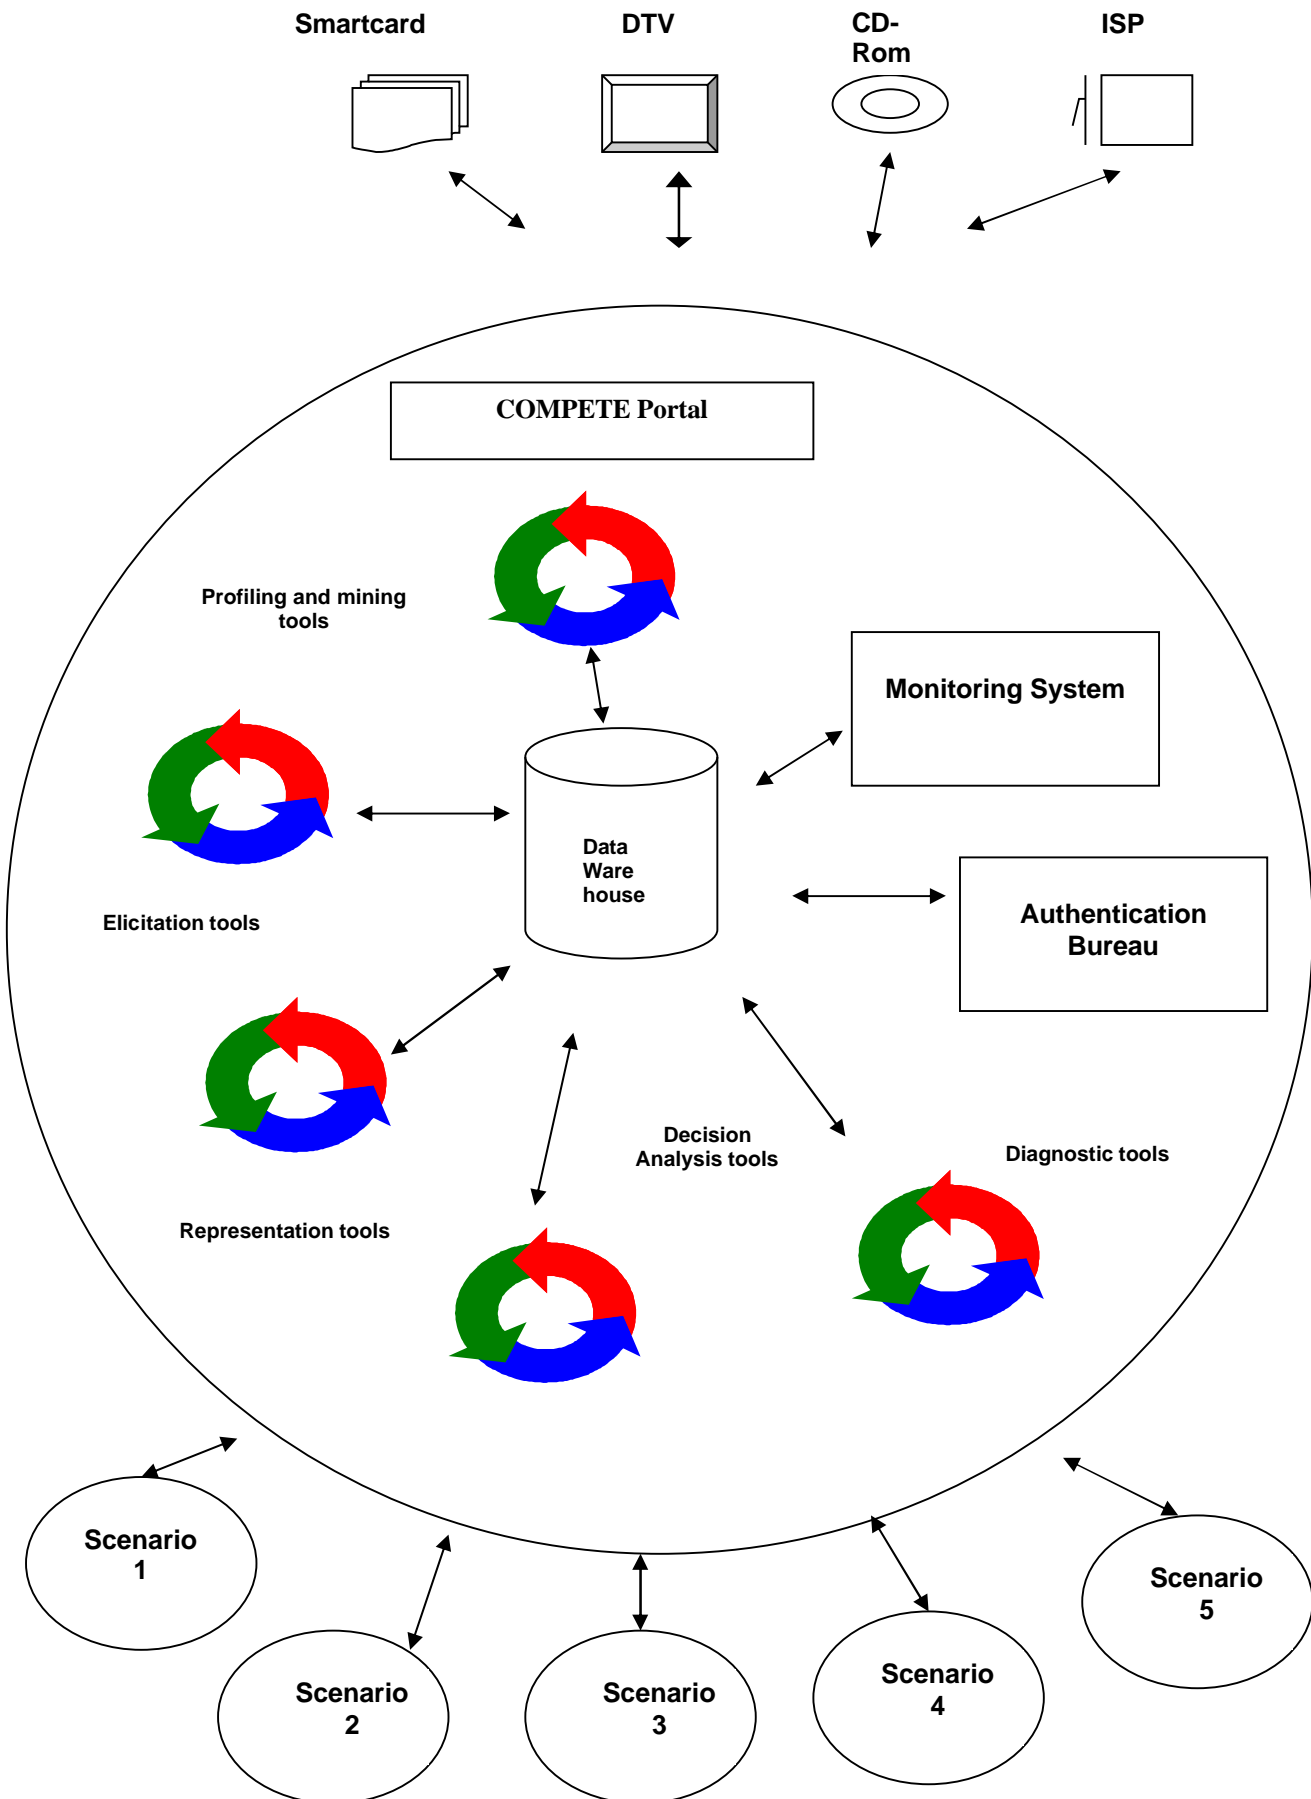 Smartcard
DTV
CD-
Rom
ISP
COMPETE Portal
Profiling and mining
tools
Monitoring System
Data
Ware
house
Authentication
Bureau
Elicitation tools
Decision
Analysis tools
Diagnostic tools
Representation tools
Scenario
1
Scenario
2
Scenario
3
Scenario
4
Scenario
5